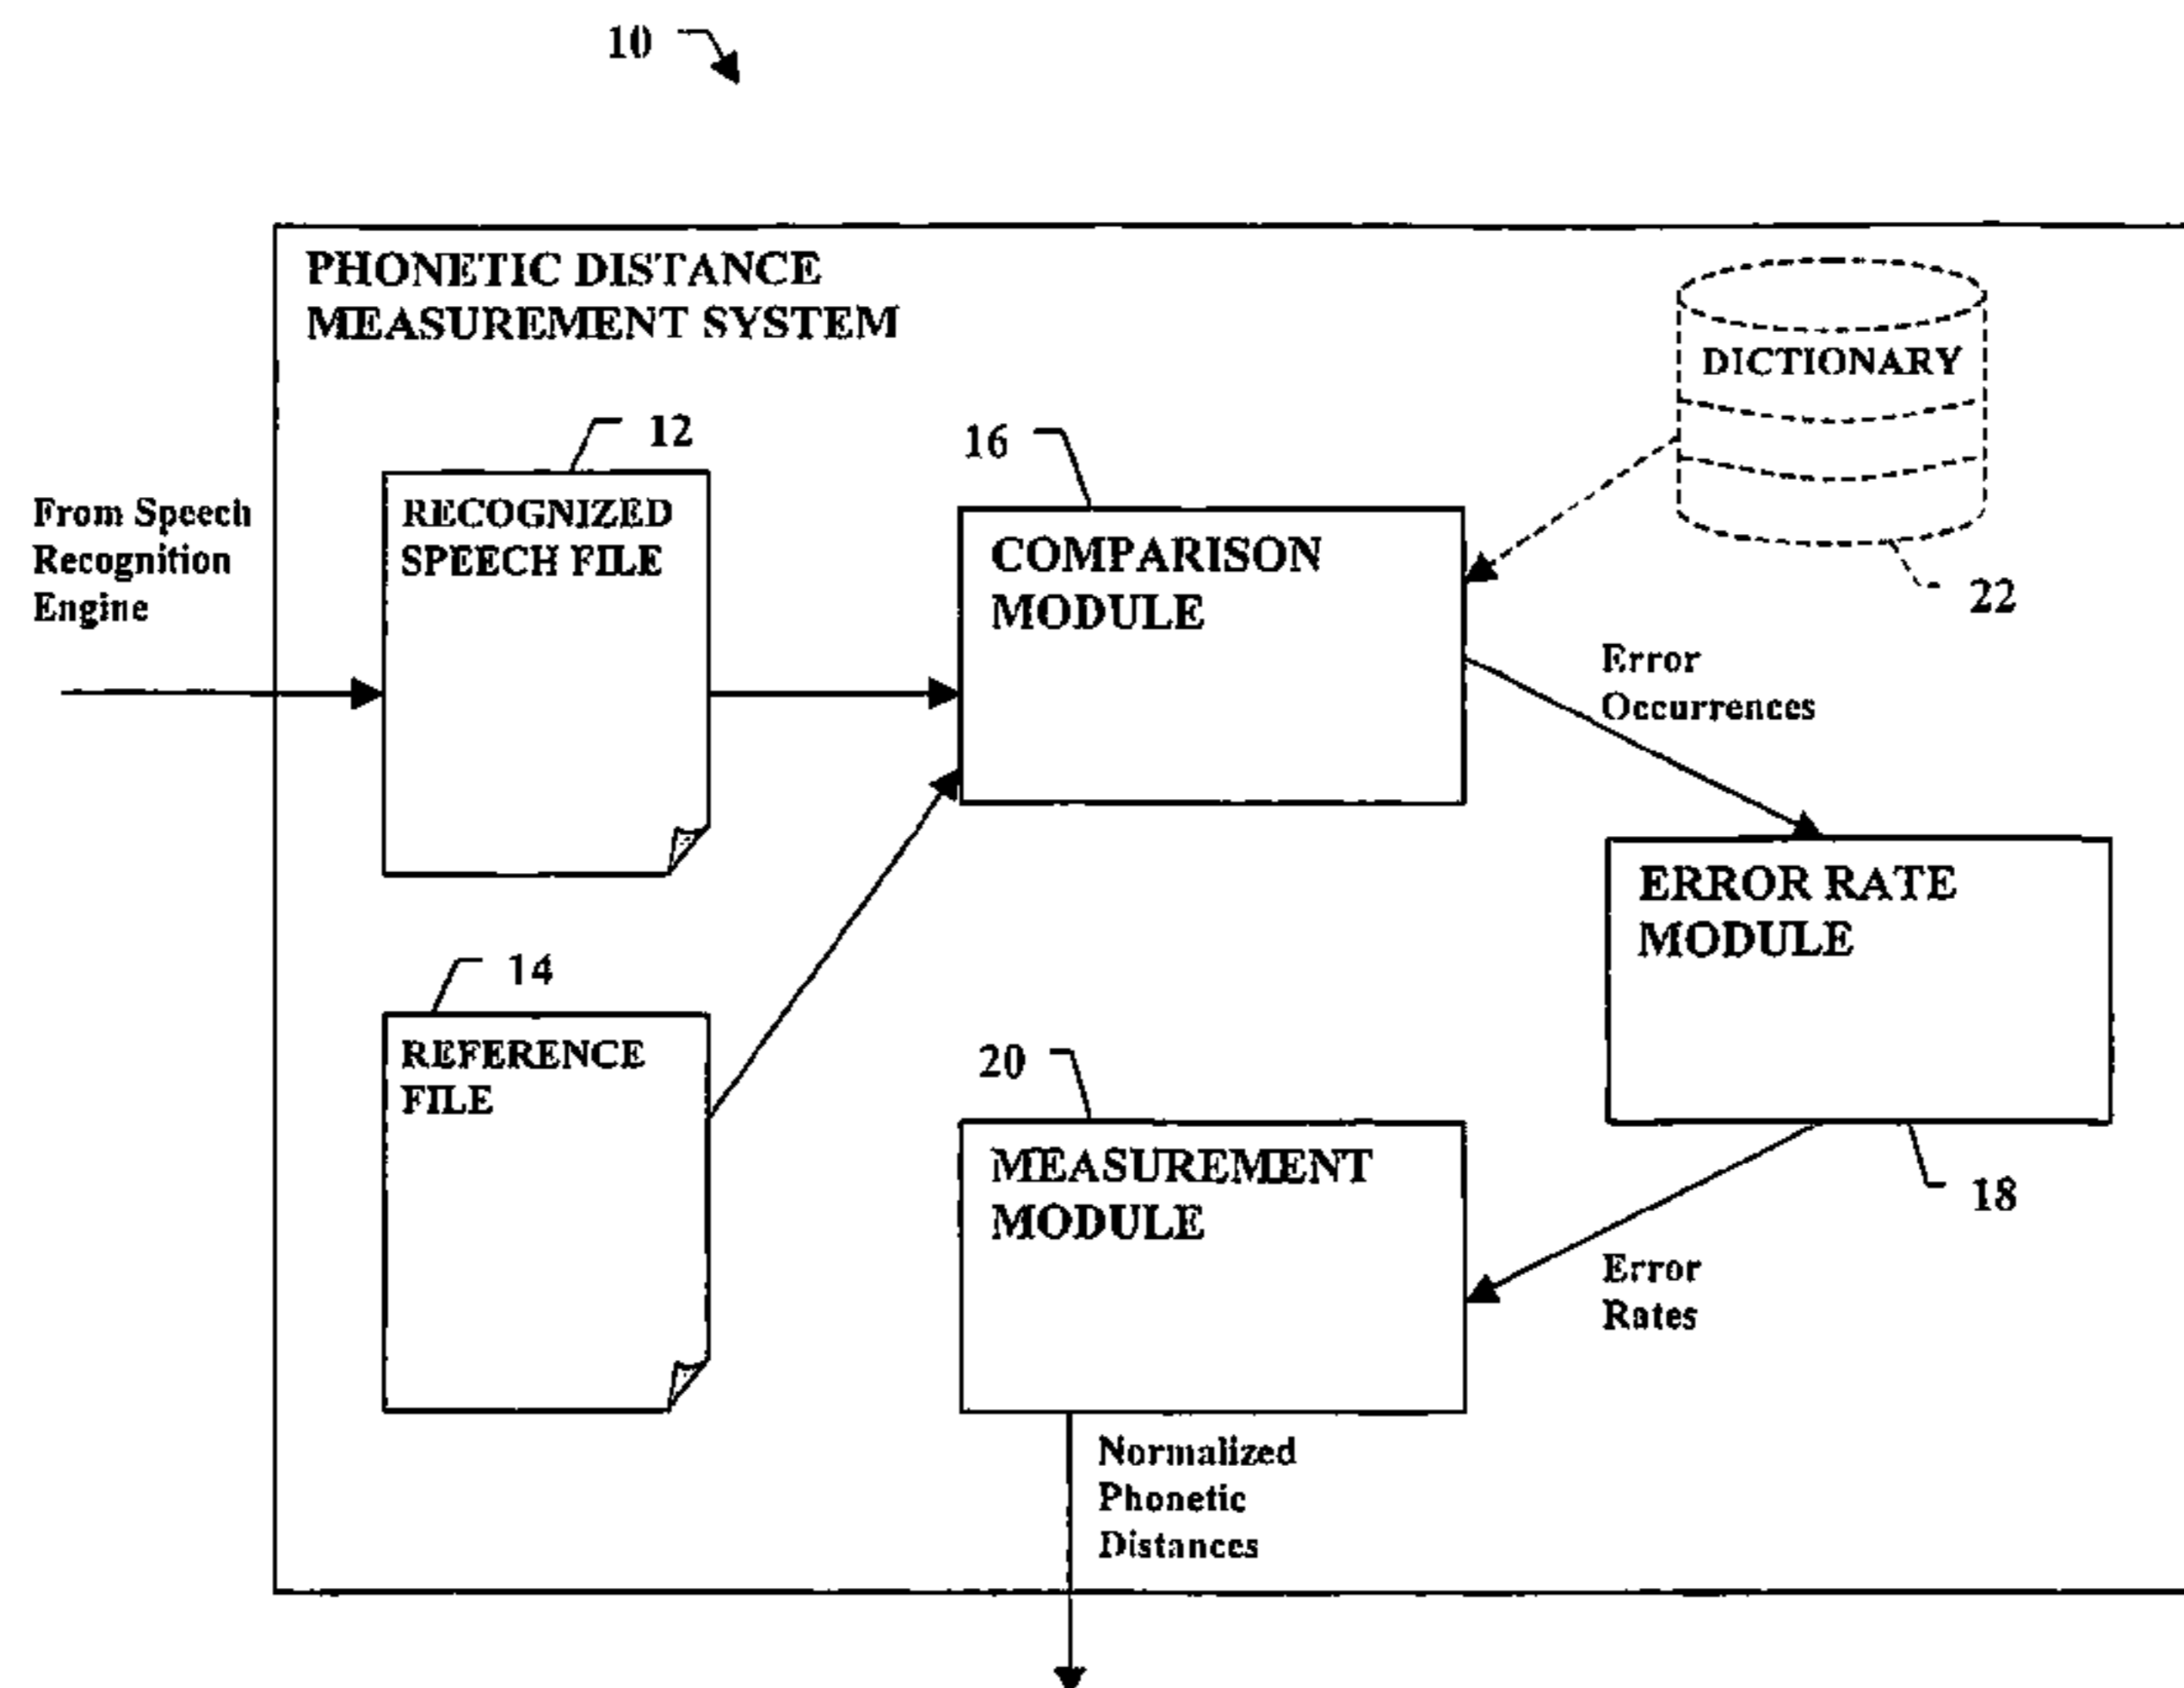 10
PHONETIC DISTANCE
MEASUREMENT SYSTEM
DICTIONARY
12
16
From Speech
Recognition
Engine
RECOGNIZED
SPEECH FILE
COMPARISON
MODULE
22
Error
Occurrences
ERROR RATE
MODULE
14
REFERENCE
FILE
20
MEASUREMENT
MODULE
18
Error
Rates
Normalized
Phonetic
Distances